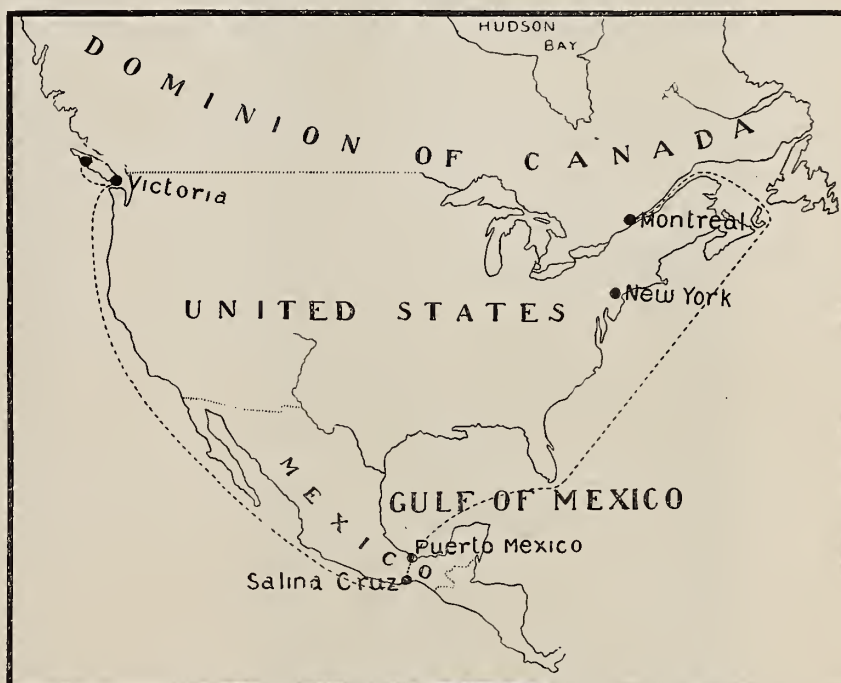 HUDSON
BAY
DOMINION OF CANADA
Victoria
Montreal
New York
UNITED STATES
MEXICO
GULF OF MEXICO
Puerto Mexico
Salina Cruz